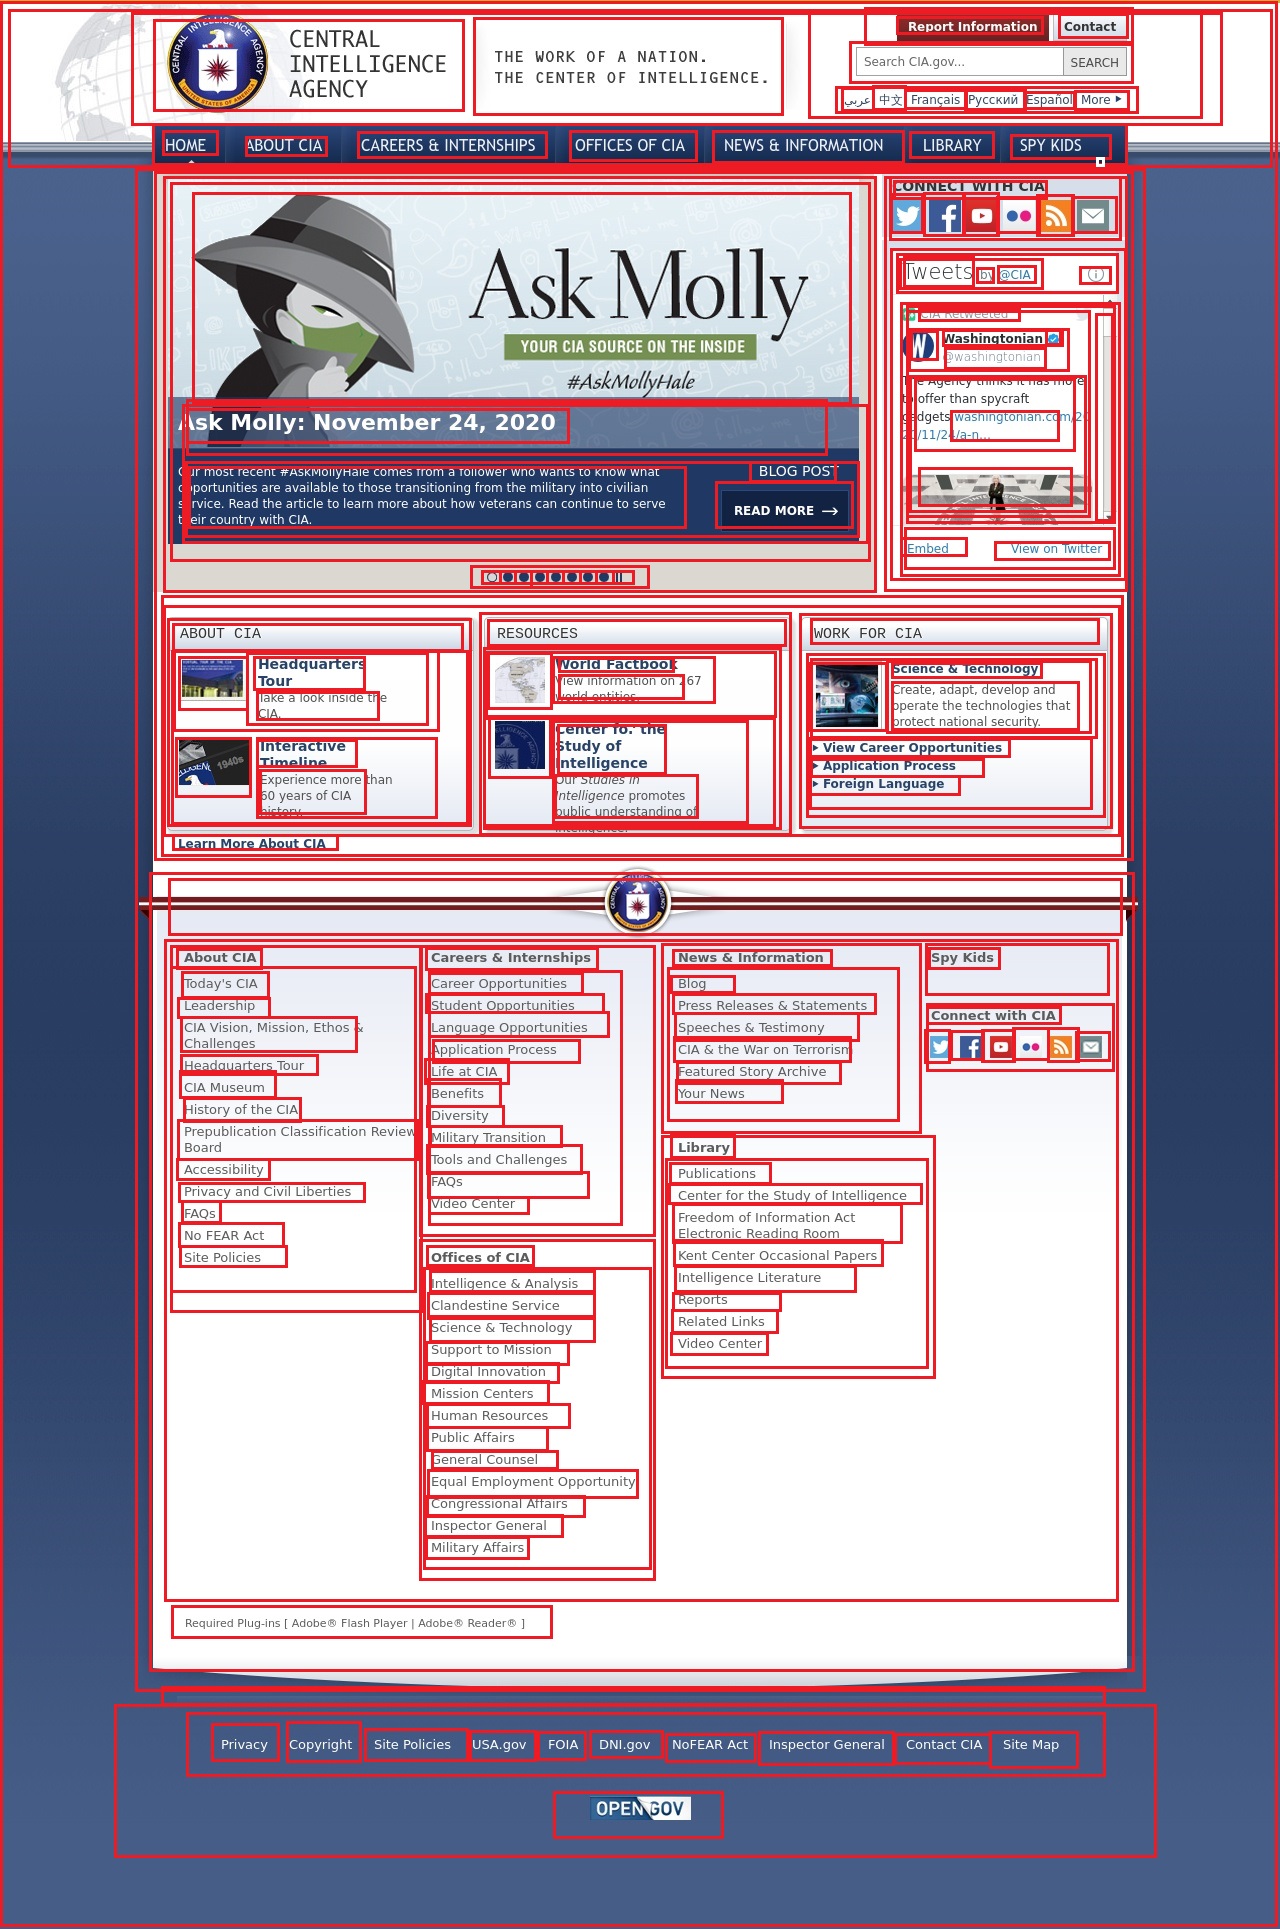 CENTRAL
INTELLIGENCE
AGENCY
THE WORK OF A NATION.
THE CENTER OF INTELLIGENCE.
Report Information
Contact
Search CIA.gov...
SEARCH
عربي 中文 Français Русский Español More
HOME ABOUT CIA CAREERS & INTERNSHIPS OFFICES OF CIA NEWS & INFORMATION LIBRARY SPY KIDS
Ask Molly
YOUR CIA SOURCE ON THE INSIDE
#AskMollyHale
Ask Molly: November 24, 2020
Our most recent #AskMollyHale comes from a follower who wants to know what
opportunities are available to those transitioning from the military into civilian
service. Read the article to learn more about how veterans can continue to serve
their country with CIA.
BLOG POST
READ MORE
CONNECT WITH CIA
Tweets by @CIA
CIA Retweeted
Washingtonian
@washingtonian
The Agency thinks it has more
to offer than spycraft
gadgets washingtonian.com/20
20/11/24/a-n…
Embed
View on Twitter
ABOUT CIA
Headquarters
Tour
Take a look inside the
CIA.
Interactive
Timeline
Experience more than
60 years of CIA
history.
Learn More About CIA
RESOURCES
World Factbook
View information on 267
world entities.
Center for the
Study of
Intelligence
Our Studies in
Intelligence promotes
public understanding of
intelligence.
WORK FOR CIA
Science & Technology
Create, adapt, develop and
operate the technologies that
protect national security.
View Career Opportunities
Application Process
Foreign Language
About CIA
Today's CIA
Leadership
CIA Vision, Mission, Ethos &
Challenges
Headquarters Tour
CIA Museum
History of the CIA
Prepublication Classification Review
Board
Accessibility
Privacy and Civil Liberties
FAQs
No FEAR Act
Site Policies
Careers & Internships
Career Opportunities
Student Opportunities
Language Opportunities
Application Process
Life at CIA
Benefits
Diversity
Military Transition
Tools and Challenges
FAQs
Video Center
Offices of CIA
Intelligence & Analysis
Clandestine Service
Science & Technology
Support to Mission
Digital Innovation
Mission Centers
Human Resources
Public Affairs
General Counsel
Equal Employment Opportunity
Congressional Affairs
Inspector General
Military Affairs
News & Information
Blog
Press Releases & Statements
Speeches & Testimony
CIA & the War on Terrorism
Featured Story Archive
Your News
Library
Publications
Center for the Study of Intelligence
Freedom of Information Act
Electronic Reading Room
Kent Center Occasional Papers
Intelligence Literature
Reports
Related Links
Video Center
Spy Kids
Connect with CIA
Required Plug-ins [ Adobe® Flash Player | Adobe® Reader® ]
Privacy Copyright Site Policies USA.gov FOIA DNI.gov NoFEAR Act Inspector General Contact CIA Site Map
OPEN GOV